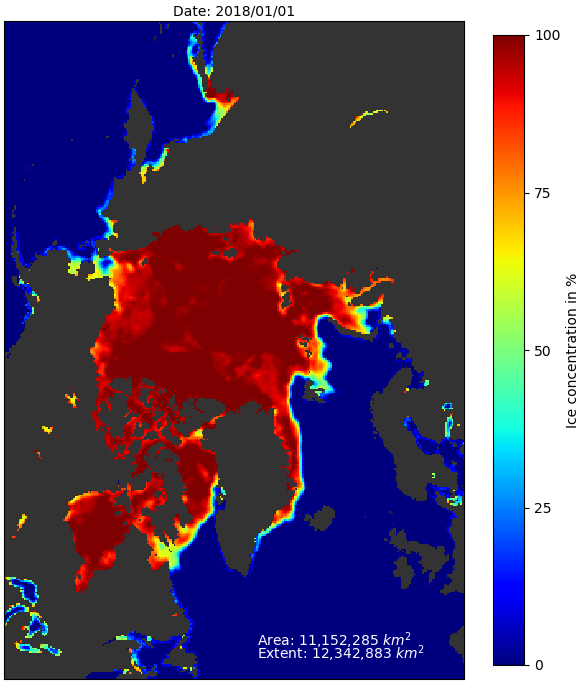 Date: 2018/01/01
100
75
50
25
0
Ice concentration in %
Area: 11,152,285 km²
Extent: 12,342,883 km²